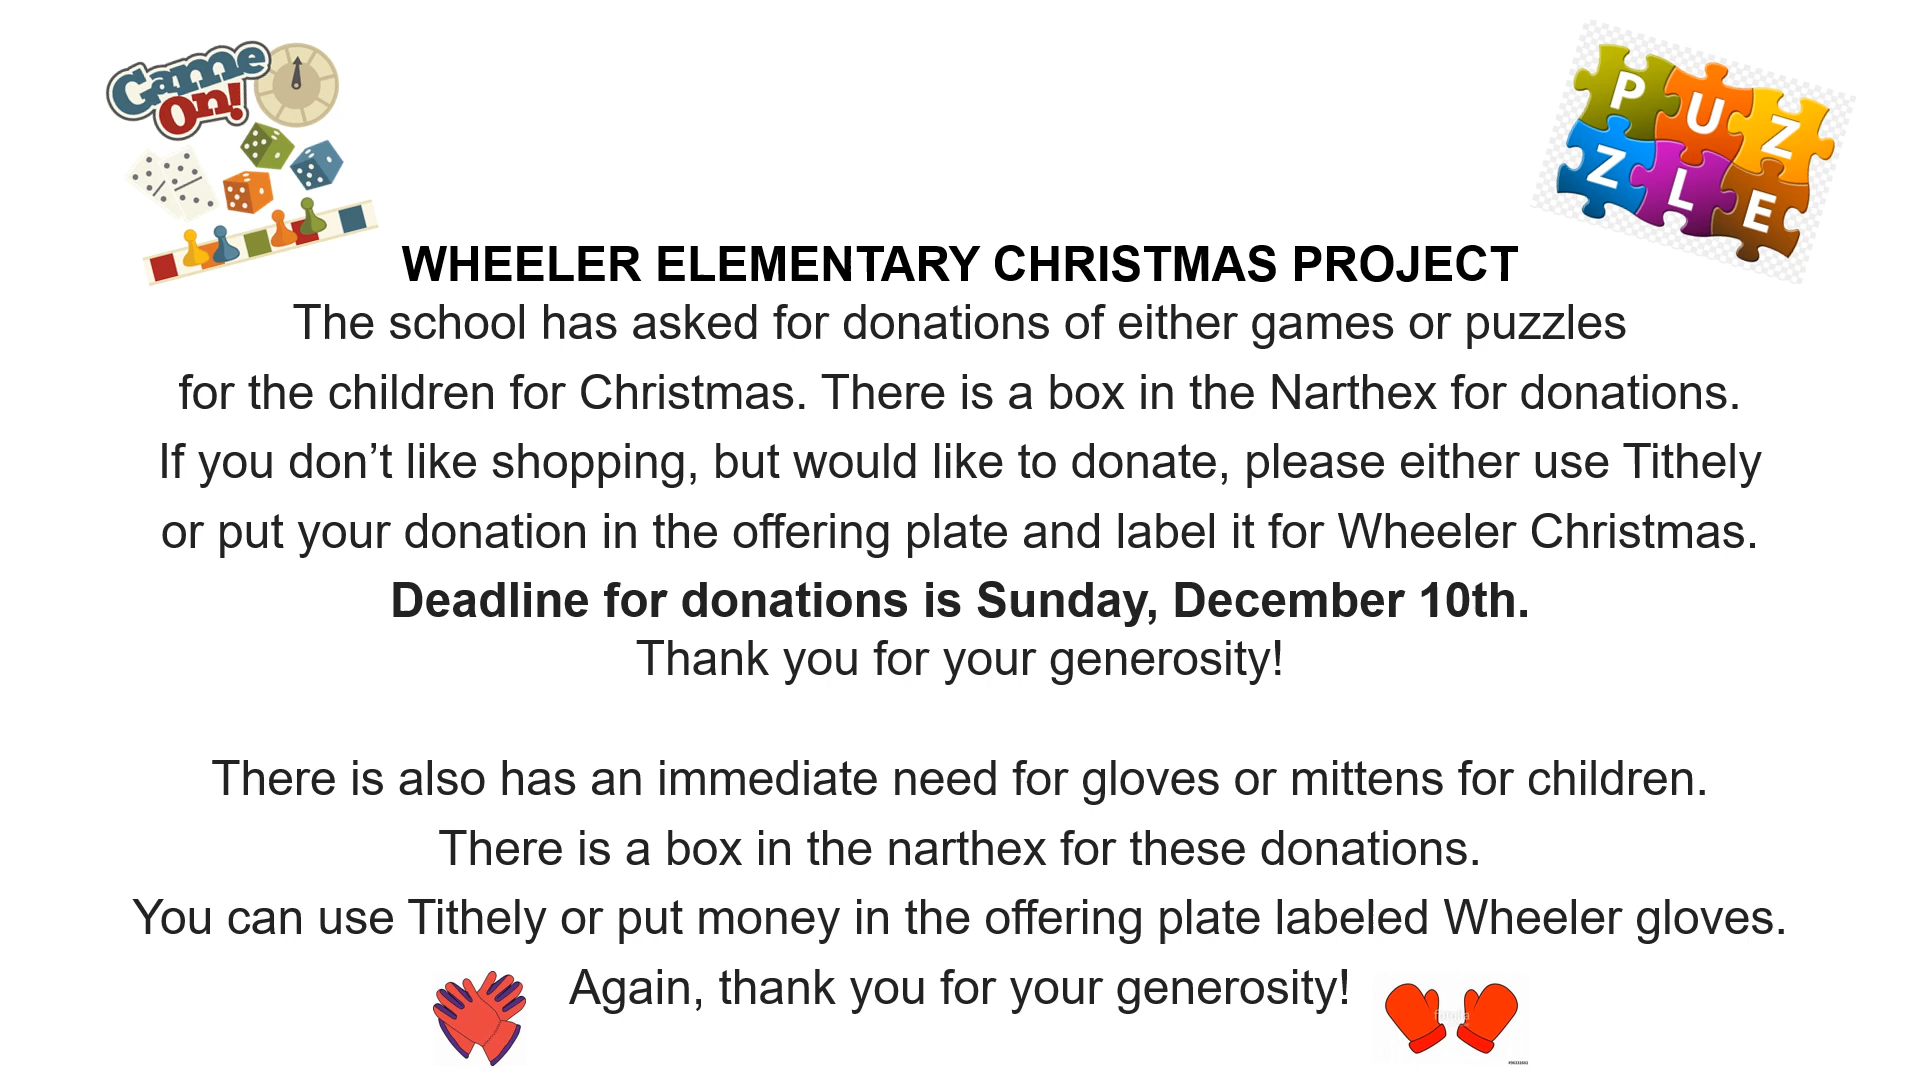 Game
On!
P U Z
Z L E
WHEELER ELEMENTARY CHRISTMAS PROJECT
The school has asked for donations of either games or puzzles
for the children for Christmas. There is a box in the Narthex for donations.
If you don’t like shopping, but would like to donate, please either use Tithely
or put your donation in the offering plate and label it for Wheeler Christmas.
Deadline for donations is Sunday, December 10th.
Thank you for your generosity!
There is also has an immediate need for gloves or mittens for children.
There is a box in the narthex for these donations.
You can use Tithely or put money in the offering plate labeled Wheeler gloves.
Again, thank you for your generosity!